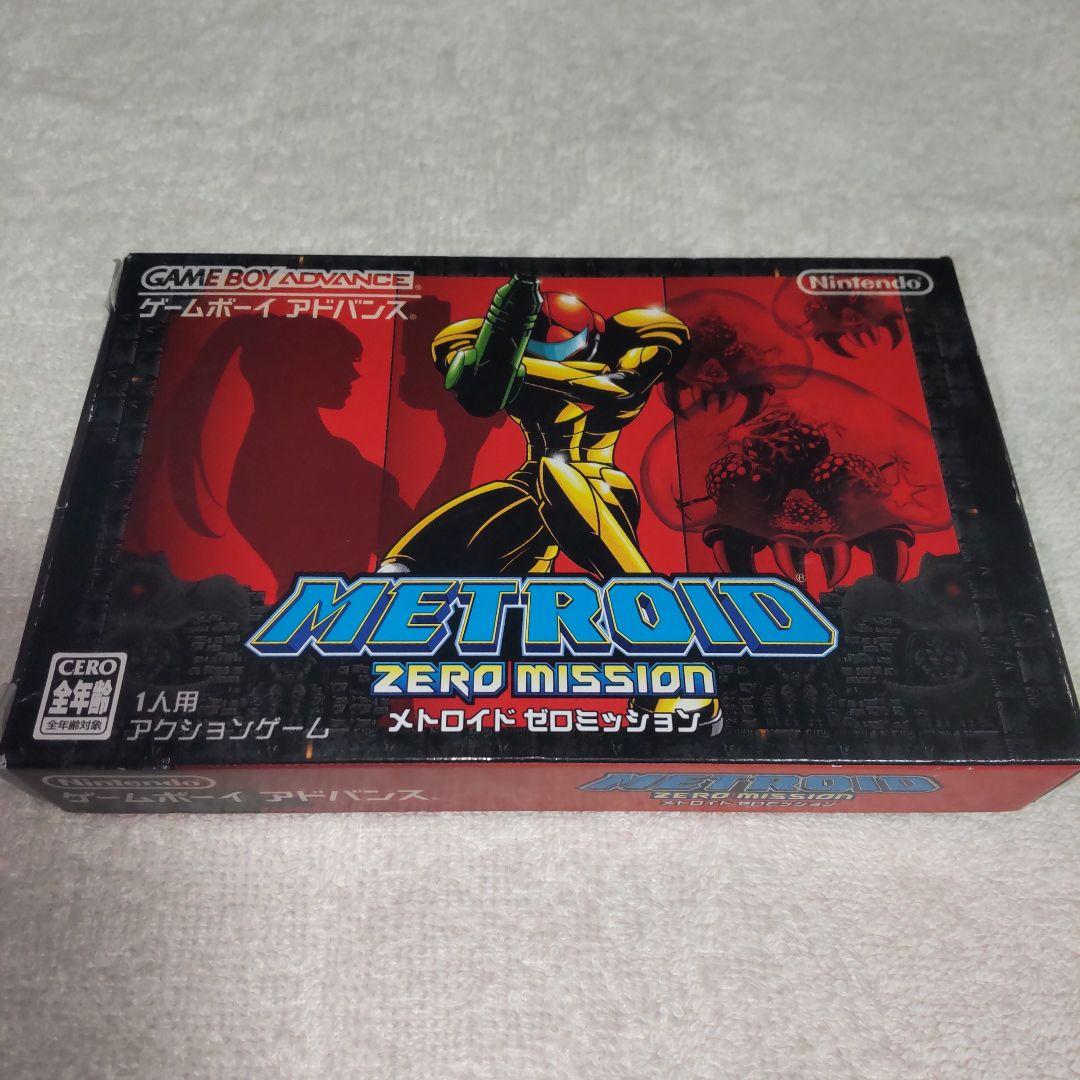 GAME BOY ADVANCE
ゲームボーイ アドバンス
Nintendo
METROID
ZERO MISSION
メトロイド ゼロミッション
CERO
全年齢
全年齢対象
1人用
アクションゲーム
Nintendo
ゲームボーイ アドバンス
METROID
ZERO MISSION
メトロイド ゼロミッション